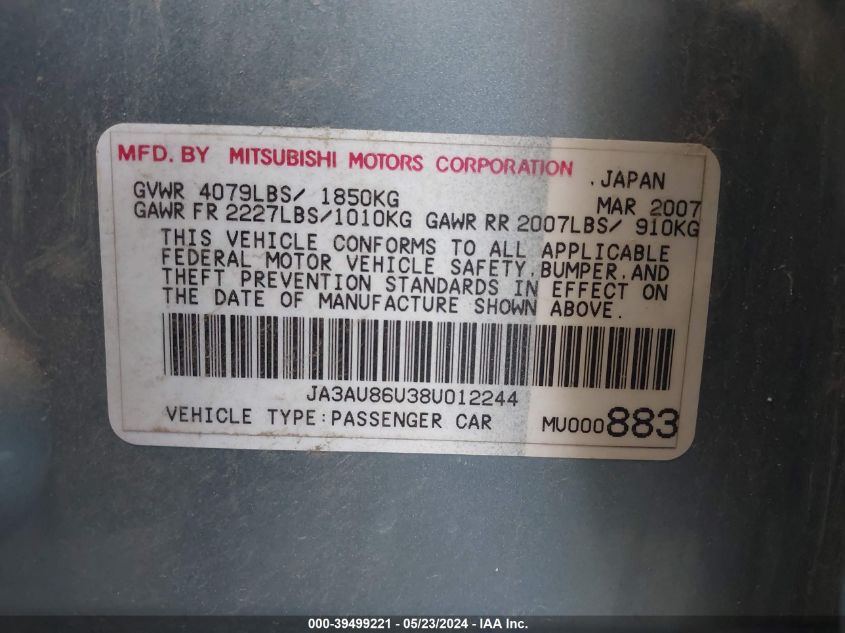 MFD. BY MITSUBISHI MOTORS CORPORATION .JAPAN
GVWR 4079LBS/ 1850KG MAR 2007
GAWR FR 2227LBS/1010KG GAWR RR 2007LBS/ 910KG
THIS VEHICLE CONFORMS TO ALL APPLICABLE
FEDERAL MOTOR VEHICLE SAFETY,BUMPER,AND
THEFT PREVENTION STANDARDS IN EFFECT ON
THE DATE OF MANUFACTURE SHOWN ABOVE.
JA3AU86U38U012244
VEHICLE TYPE:PASSENGER CAR MU000883
000-39499221 - 05/23/2024 - IAA Inc.